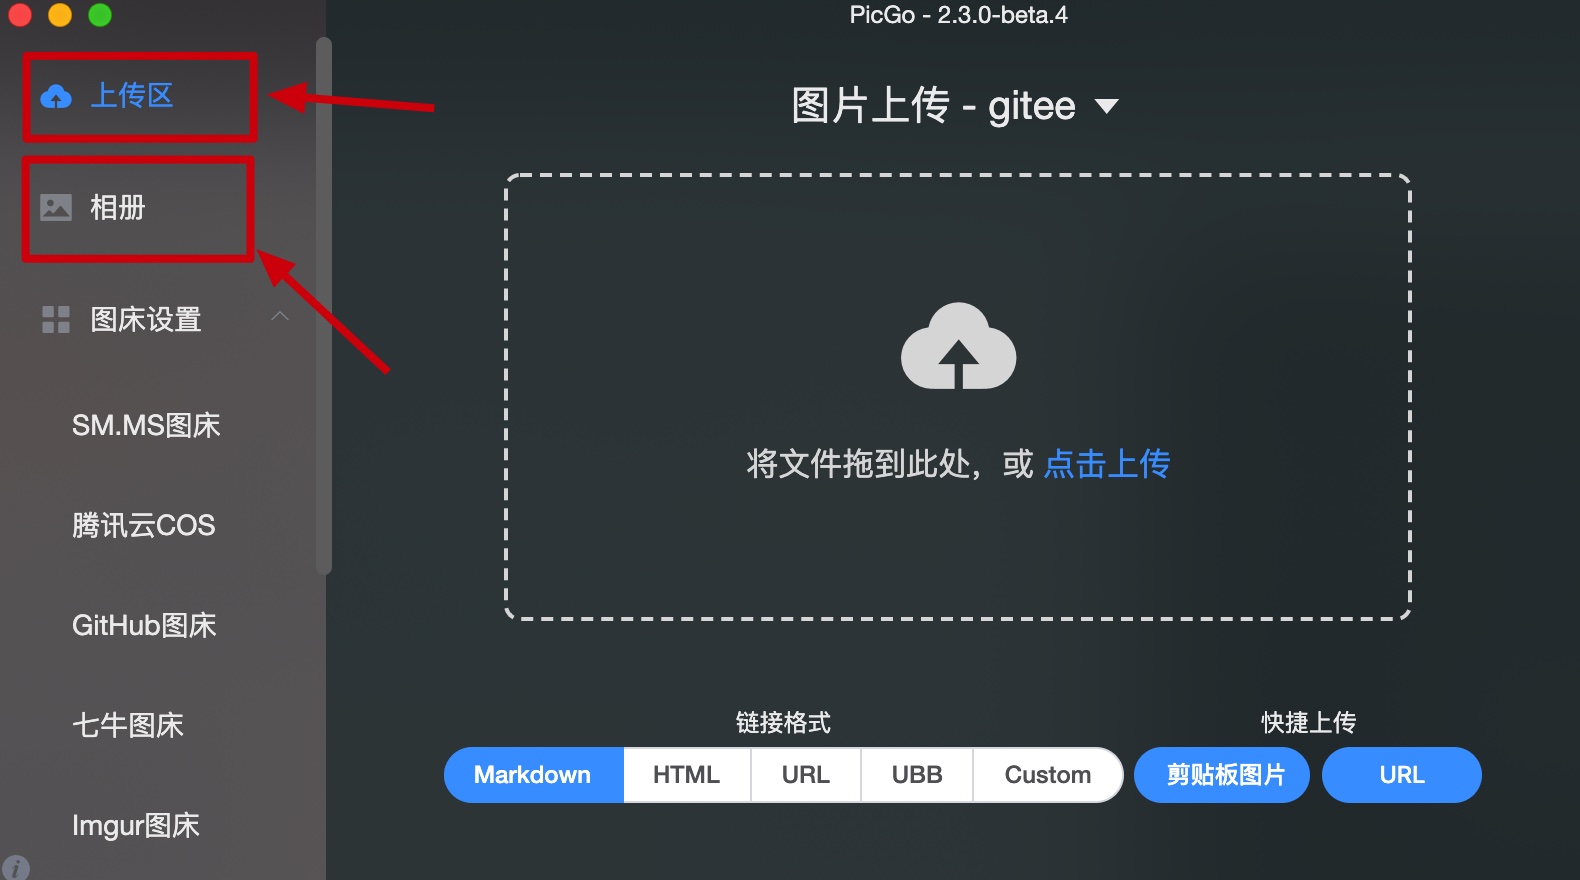 PicGo - 2.3.0-beta.4
上传区
相册
图床设置
SM.MS图床
腾讯云COS
GitHub图床
七牛图床
Imgur图床
图片上传 - gitee
将文件拖到此处，或 点击上传
链接格式
Markdown HTML URL UBB Custom
快捷上传
剪贴板图片 URL